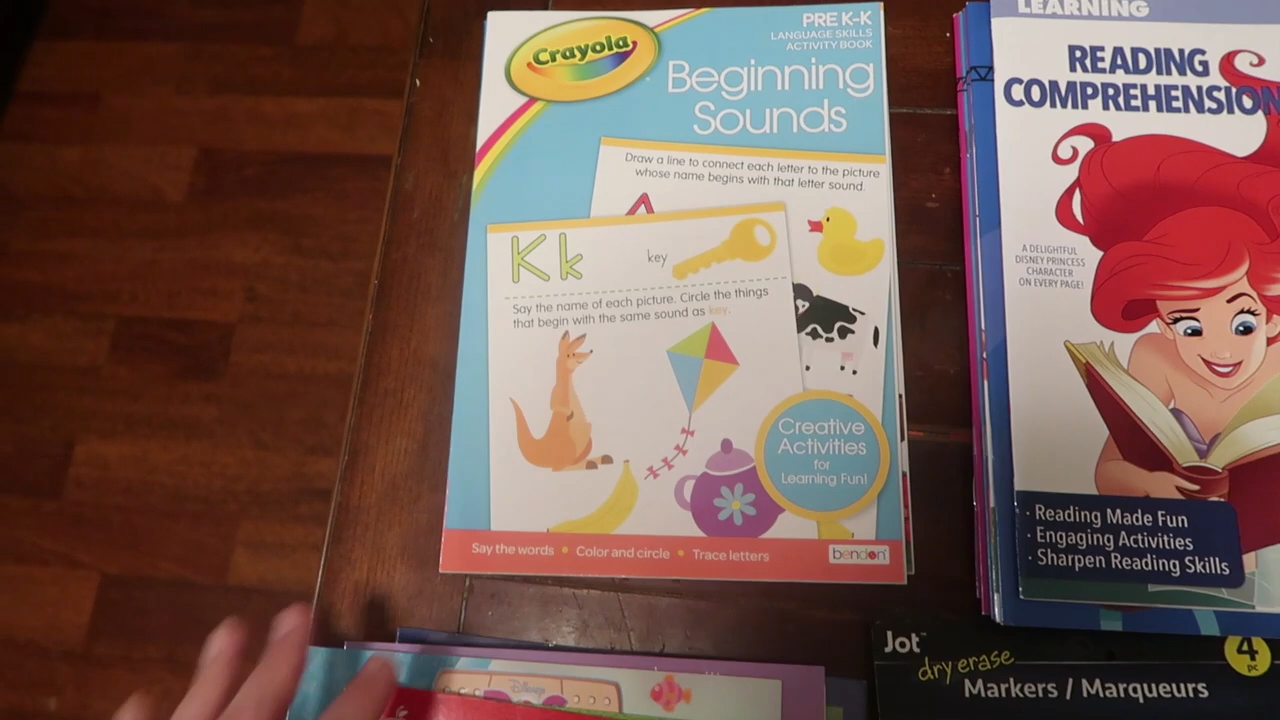 Crayola
PRE K-K
LANGUAGE SKILLS
ACTIVITY BOOK
Beginning
Sounds
Draw a line to connect each letter to the picture
whose name begins with that letter sound.
A
Kk
key
Say the name of each picture. Circle the things
that begin with the same sound as key.
Creative
Activities
for
Learning Fun!
Say the words • Color and circle • Trace letters
bendon
LEARNING
READING
COMPREHENSION
A DELIGHTFUL
DISNEY PRINCESS
CHARACTER
ON EVERY PAGE!
· Reading Made Fun
· Engaging Activities
· Sharpen Reading Skills
Disney
Jot™
dry erase
Markers / Marqueurs
4
pc